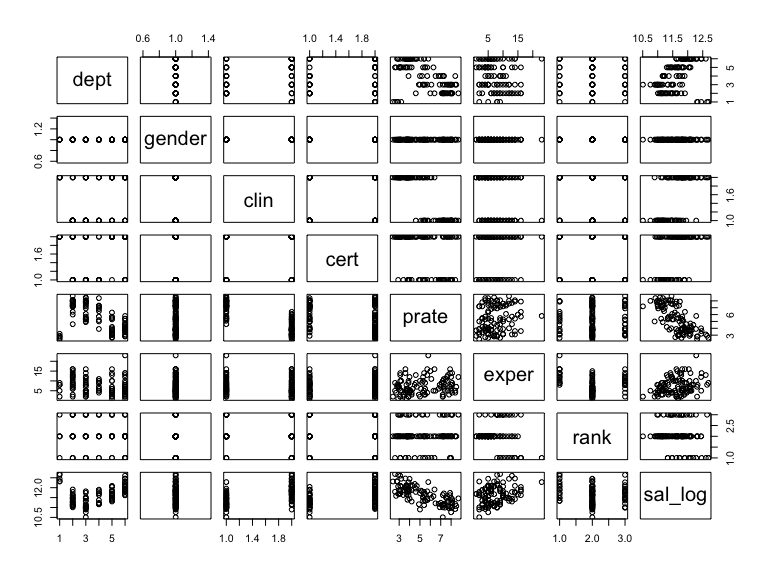 0.6 1.0 1.4 1.0 1.4 1.8 5 15 10.5 11.5 12.5
dept
1 3 5
gender
0.6 1.2
clin
1.0 1.6
cert
1.0 1.6
prate
3 6
exper
5 15
rank
1.0 2.5
sal_log
10.5 12.0
1 3 5 1.0 1.4 1.8 3 5 7 1.0 2.0 3.0